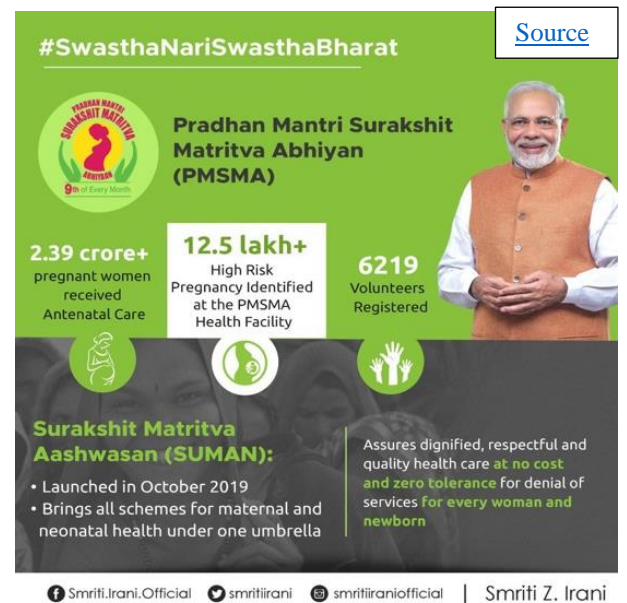 Source
#SwasthaNariSwasthaBharat
PRADHAN MANTRI
SURAKSHIT MATRITVA
ABHIYAN
9th of Every Month
Pradhan Mantri Surakshit
Matritva Abhiyan
(PMSMA)
2.39 crore+
pregnant women
received
Antenatal Care
12.5 lakh+
High Risk
Pregnancy Identified
at the PMSMA
Health Facility
6219
Volunteers
Registered
Surakshit Matritva
Aashwasan (SUMAN):
• Launched in October 2019
• Brings all schemes for maternal and
neonatal health under one umbrella
Assures dignified, respectful and
quality health care at no cost
and zero tolerance for denial of
services for every woman and
newborn
Smriti.Irani.Official smritiirani smritiiraniofficial | Smriti Z. Irani